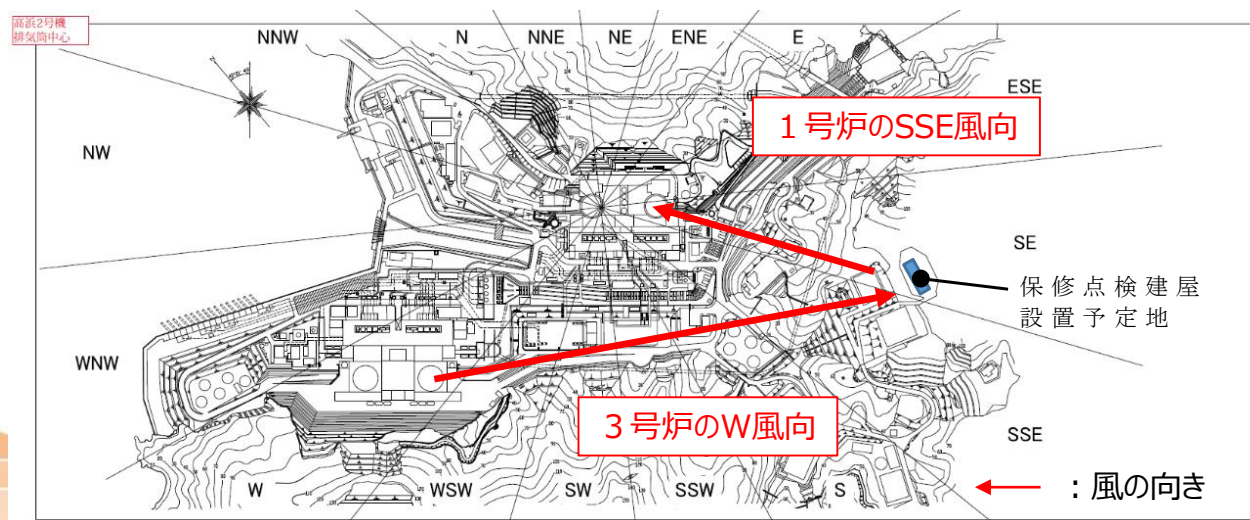 高浜2号機
排気筒中心
NNW
N
NNE
NE
ENE
E
ESE
１号炉のSSE風向
NW
SE
保修点検建屋
設置予定地
WNW
３号炉のW風向
SSE
W
WSW
SW
SSW
S
：風の向き